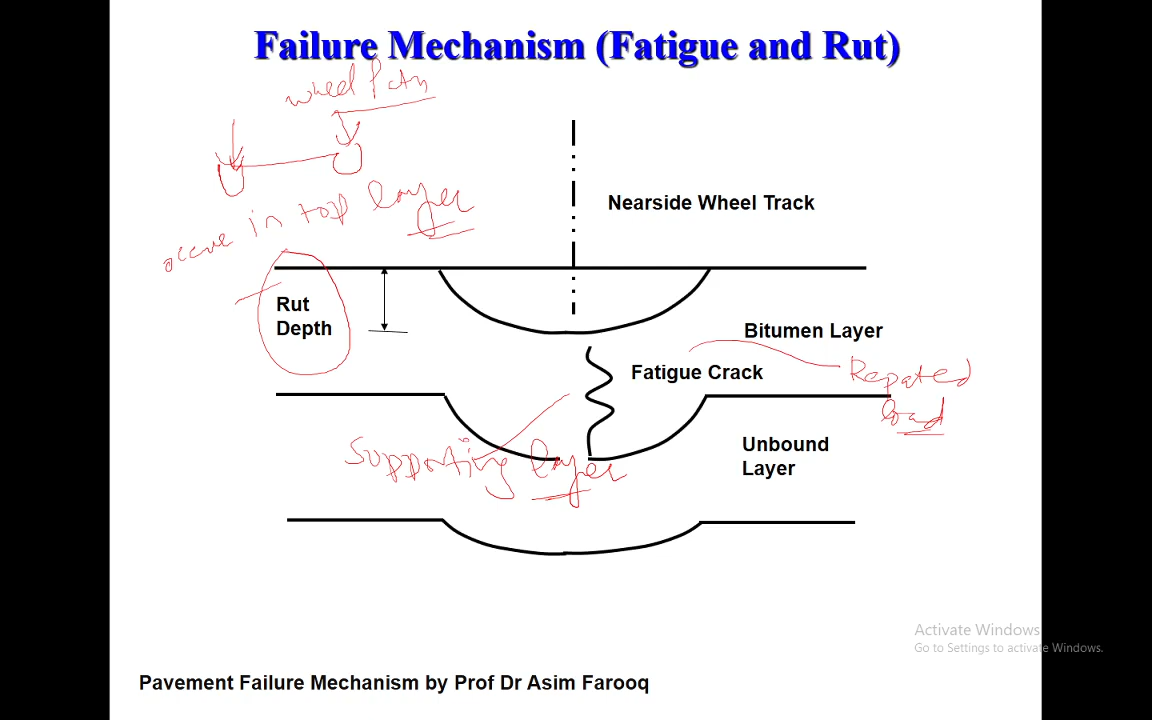 Failure Mechanism (Fatigue and Rut)
wheel Path
Nearside Wheel Track
occure in top layer
Rut
Depth
Bitumen Layer
Fatigue Crack
Repated
load
Supporting layer
Unbound
Layer
Activate Windows
Go to Settings to activate Windows.
Pavement Failure Mechanism by Prof Dr Asim Farooq